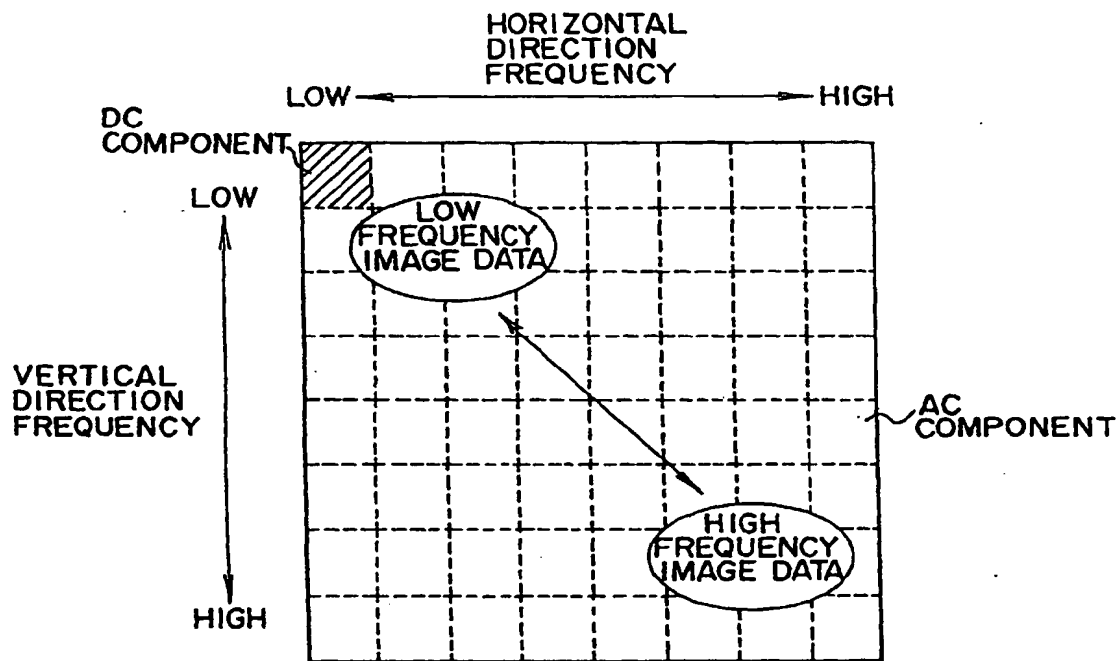 HORIZONTAL
DIRECTION
FREQUENCY
LOW
HIGH
DC
COMPONENT
LOW
LOW
FREQUENCY
IMAGE DATA
VERTICAL
DIRECTION
FREQUENCY
AC
COMPONENT
HIGH
FREQUENCY
IMAGE DATA
HIGH